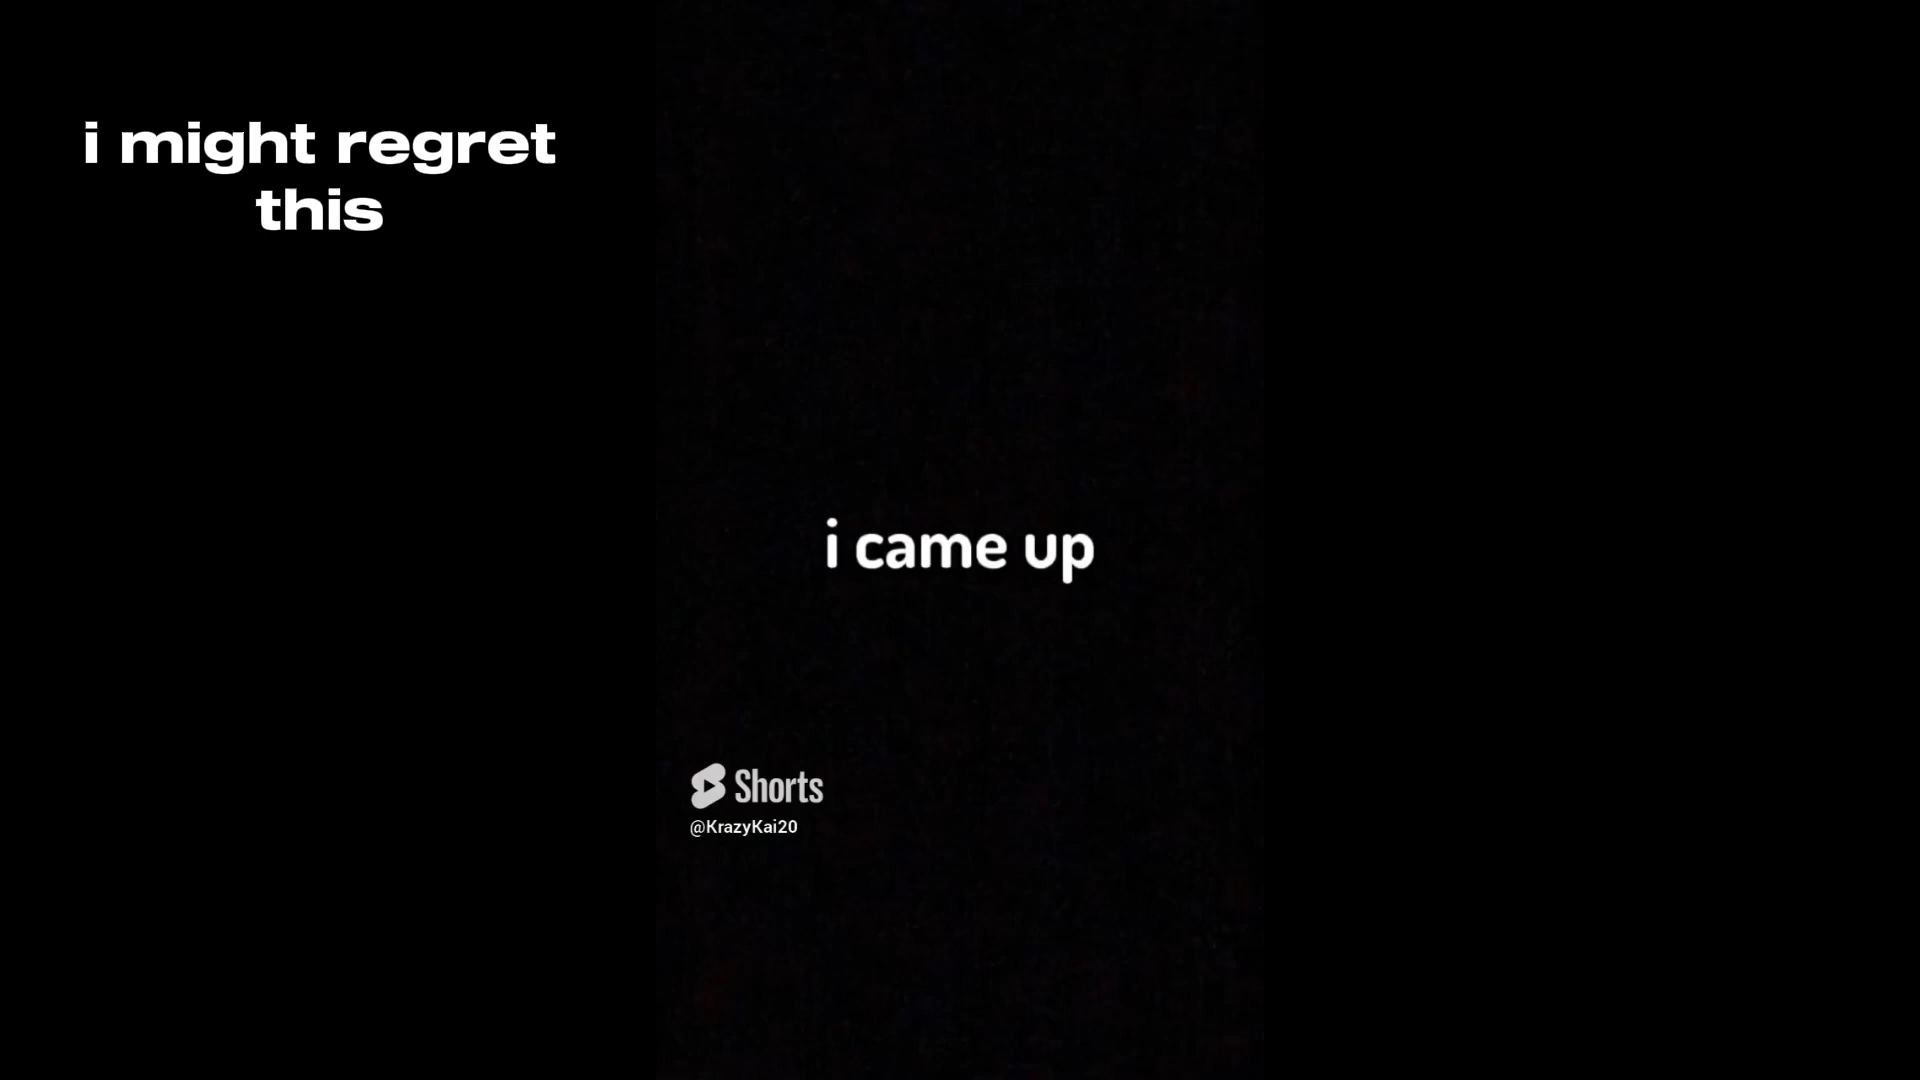 i might regret
this
i came up
Shorts
@KrazyKai20